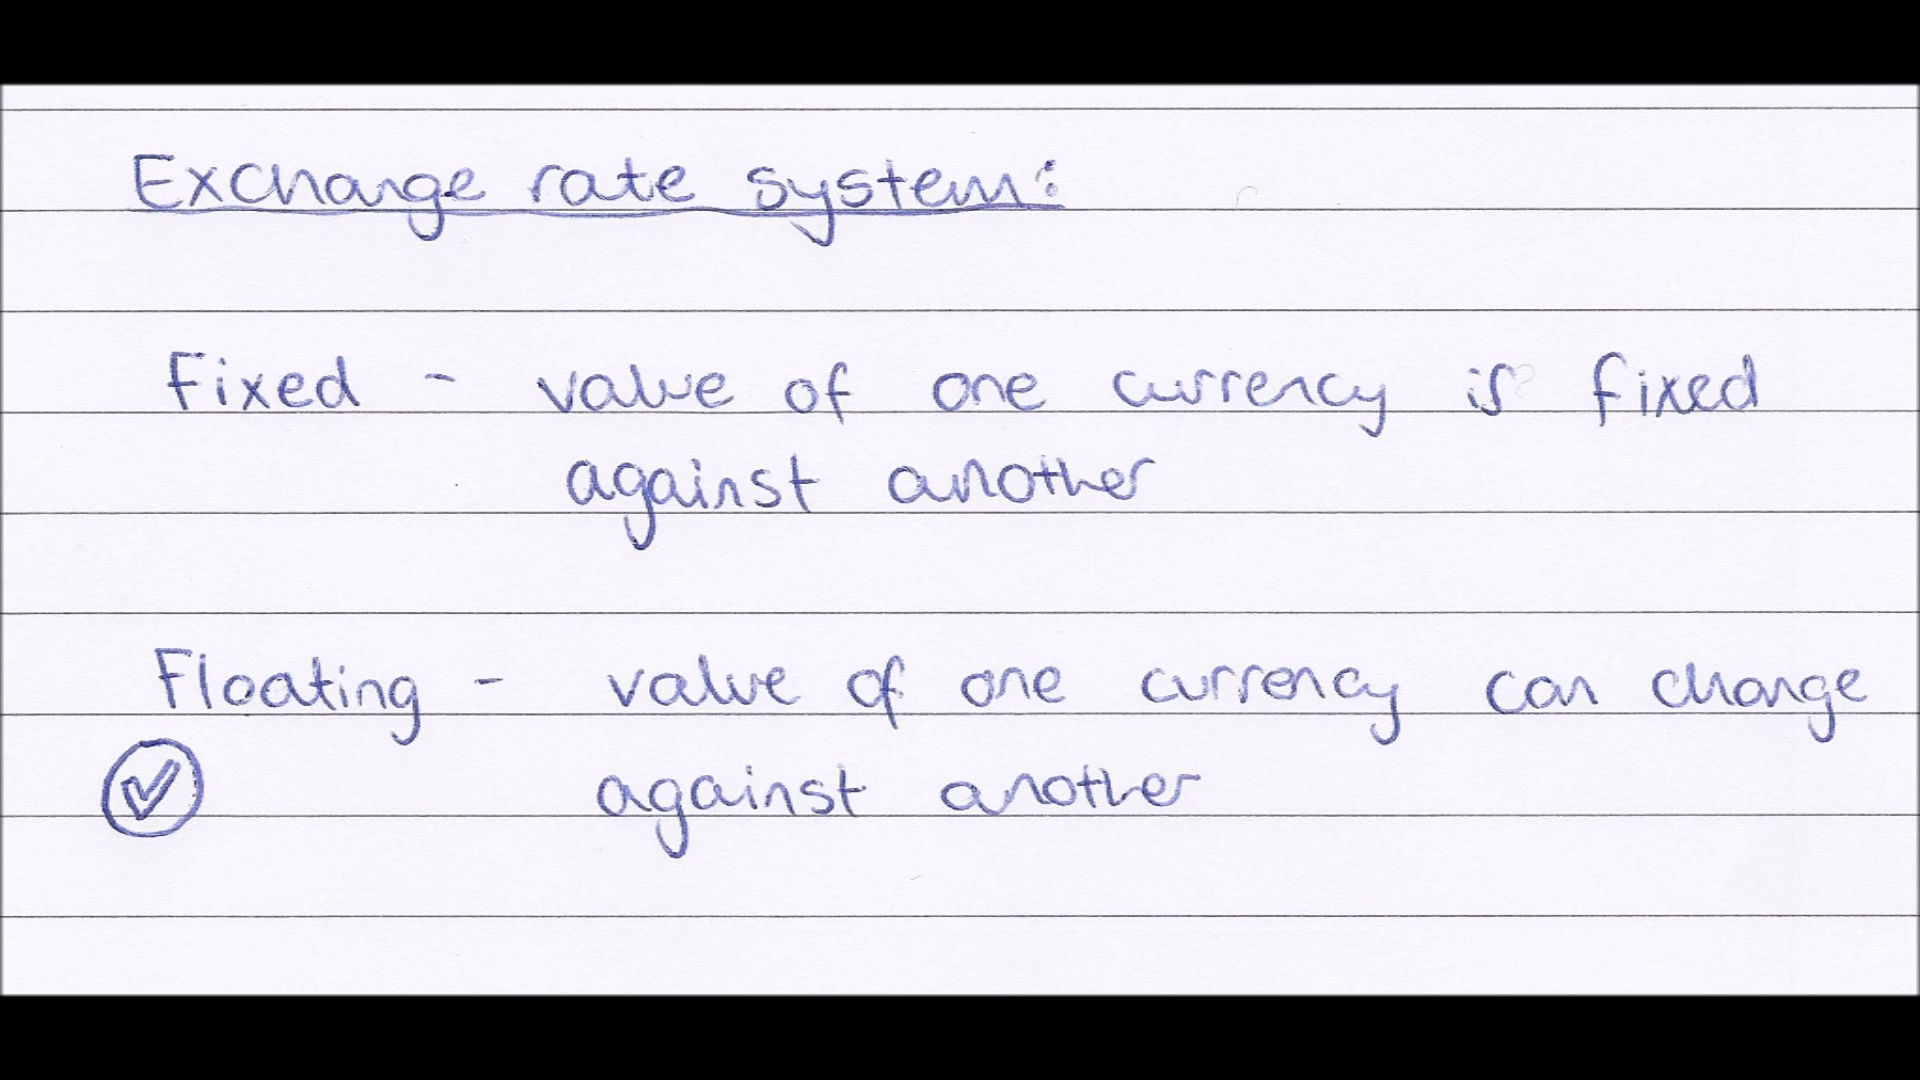 Exchange rate system:
Fixed - value of one currency is fixed
against another
Floating - value of one currency can change
against another